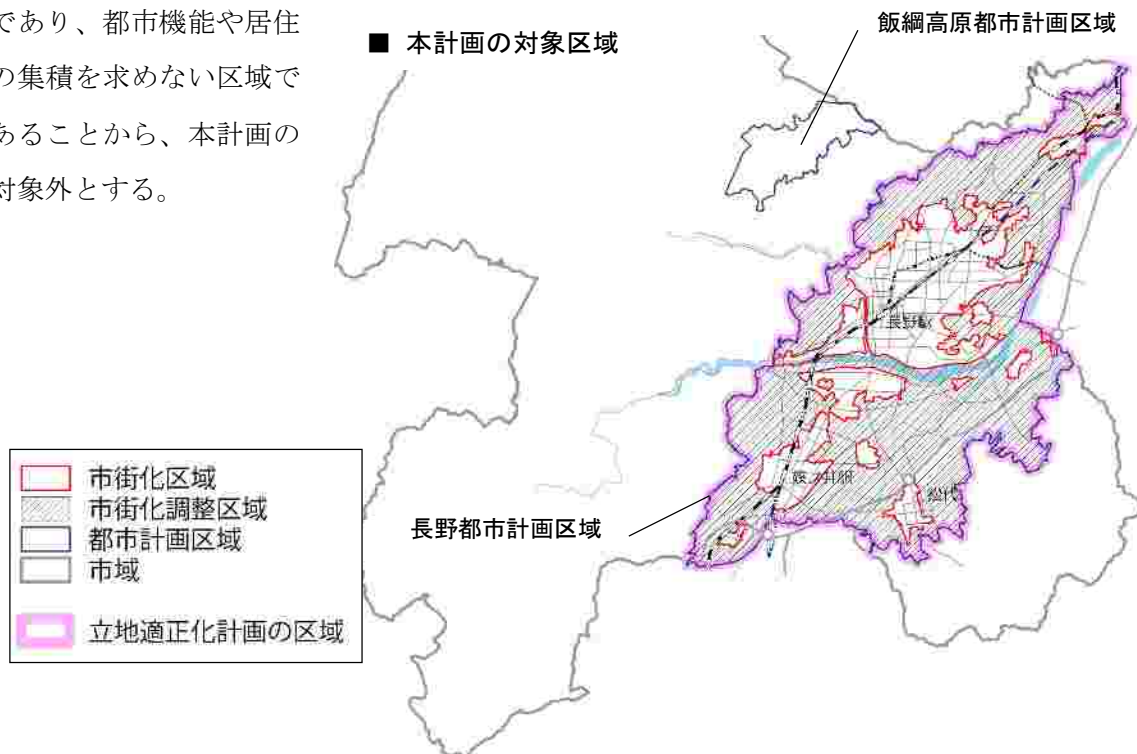 であり、都市機能や居住
の集積を求めない区域で
あることから、本計画の
対象外とする。
■ 本計画の対象区域
飯綱高原都市計画区域
長野駅
篠ノ井駅
松代
長野都市計画区域
市街化区域
市街化調整区域
都市計画区域
市域
立地適正化計画の区域